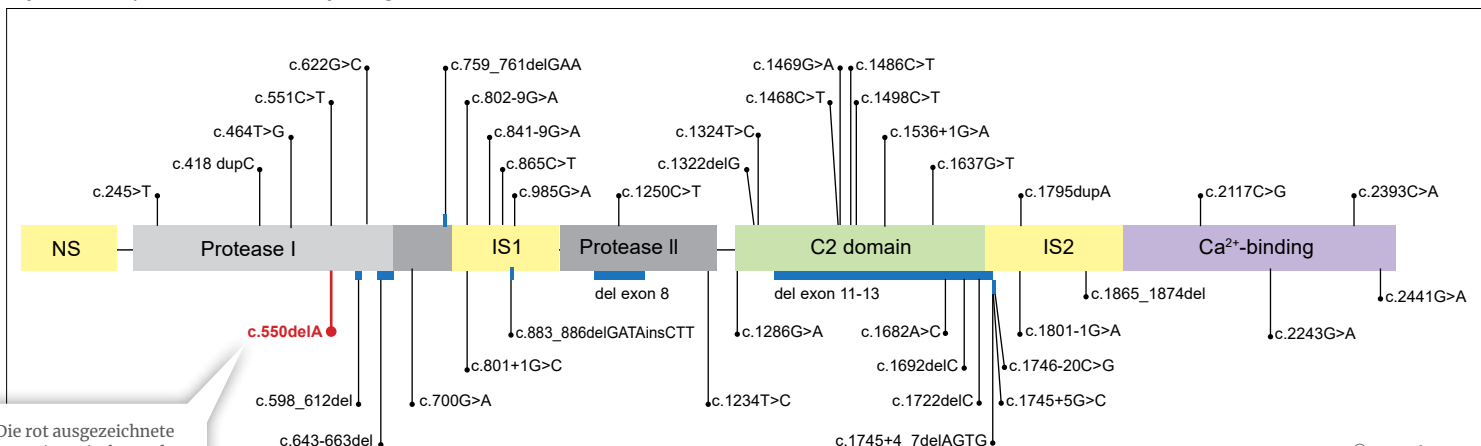 c.622G>C
c.759_761delGAA
c.1469G>A
c.1486C>T
c.551C>T
c.802-9G>A
c.1468C>T
c.1498C>T
c.464T>G
c.841-9G>A
c.1324T>C
c.1536+1G>A
c.418 dupC
c.865C>T
c.1322delG
c.1637G>T
c.245>T
c.985G>A
c.1250C>T
c.1795dupA
c.2117C>G
c.2393C>A
NS
Protease I
IS1
Protease II
C2 domain
IS2
Ca²⁺-binding
del exon 8
del exon 11-13
c.1865_1874del
c.2441G>A
c.550delA
c.883_886delGATAinsCTT
c.1286G>A
c.1682A>C
c.1801-1G>A
c.2243G>A
c.801+1G>C
c.1692delC
c.1746-20C>G
c.598_612del
c.700G>A
c.1234T>C
c.1722delC
c.1745+5G>C
Die rot ausgezeichnete
c.643-663del
c.1745+4_7delAGTG